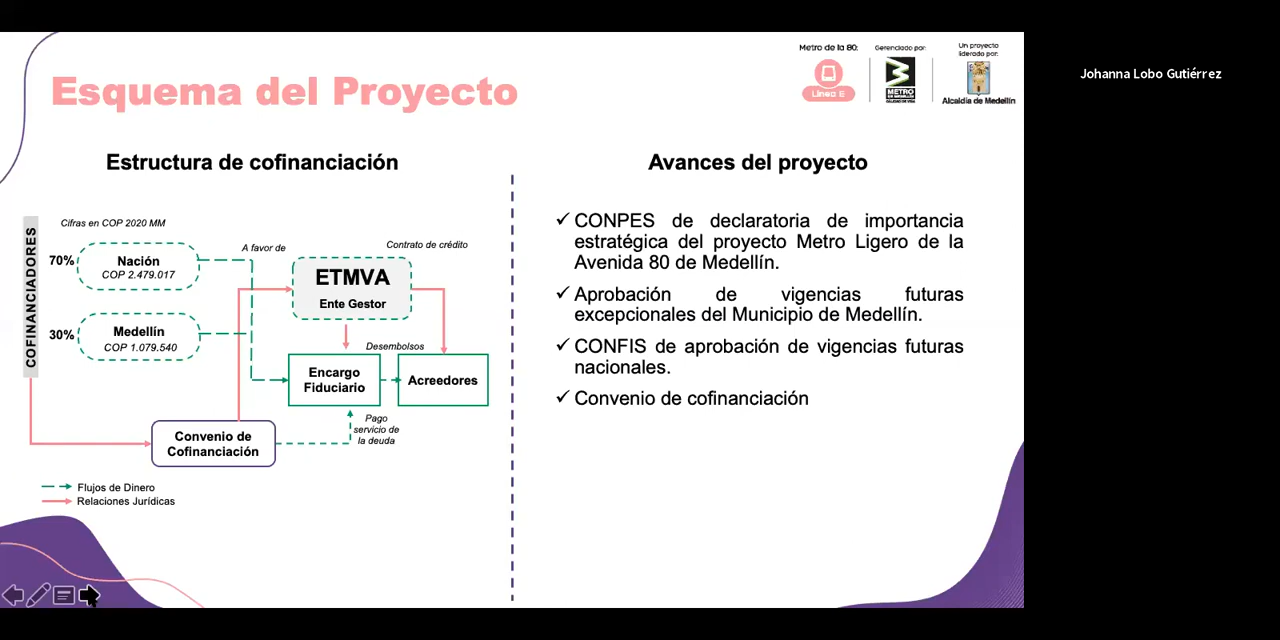 Metro de la 80:
Gerenciado por:
Un proyecto
liderado por:
Línea E
METRO
DE MEDELLÍN
CALIDAD DE VIDA
Alcaldía de Medellín
Johanna Lobo Gutiérrez
Esquema del Proyecto
Estructura de cofinanciación
COFINANCIADORES
Cifras en COP 2020 MM
70%
Nación
COP 2.479.017
30%
Medellín
COP 1.079.540
A favor de
Contrato de crédito
ETMVA
Ente Gestor
Desembolsos
Encargo
Fiduciario
Acreedores
Pago
servicio de
la deuda
Convenio de
Cofinanciación
Flujos de Dinero
Relaciones Jurídicas
Avances del proyecto
✓ CONPES de declaratoria de importancia
estratégica del proyecto Metro Ligero de la
Avenida 80 de Medellín.
✓ Aprobación de vigencias futuras
excepcionales del Municipio de Medellín.
✓ CONFIS de aprobación de vigencias futuras
nacionales.
✓ Convenio de cofinanciación